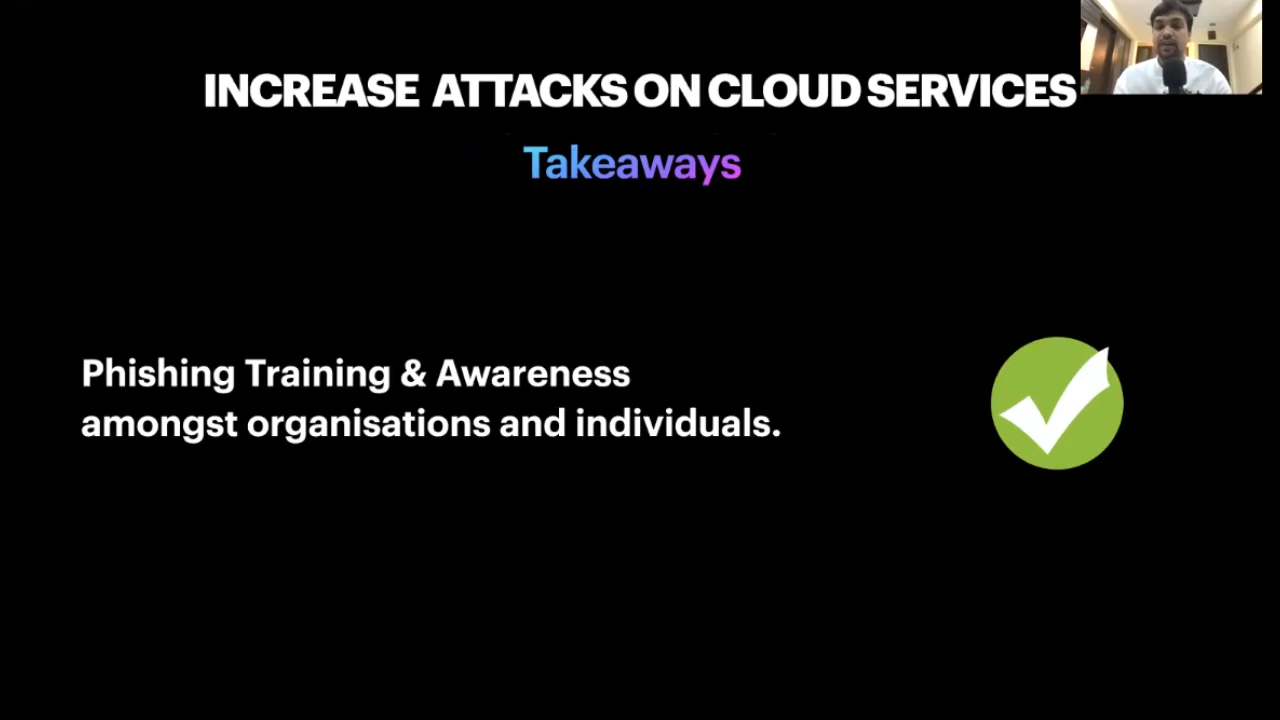 INCREASE ATTACKS ON CLOUD SERVICES
Takeaways
Phishing Training & Awareness
amongst organisations and individuals.